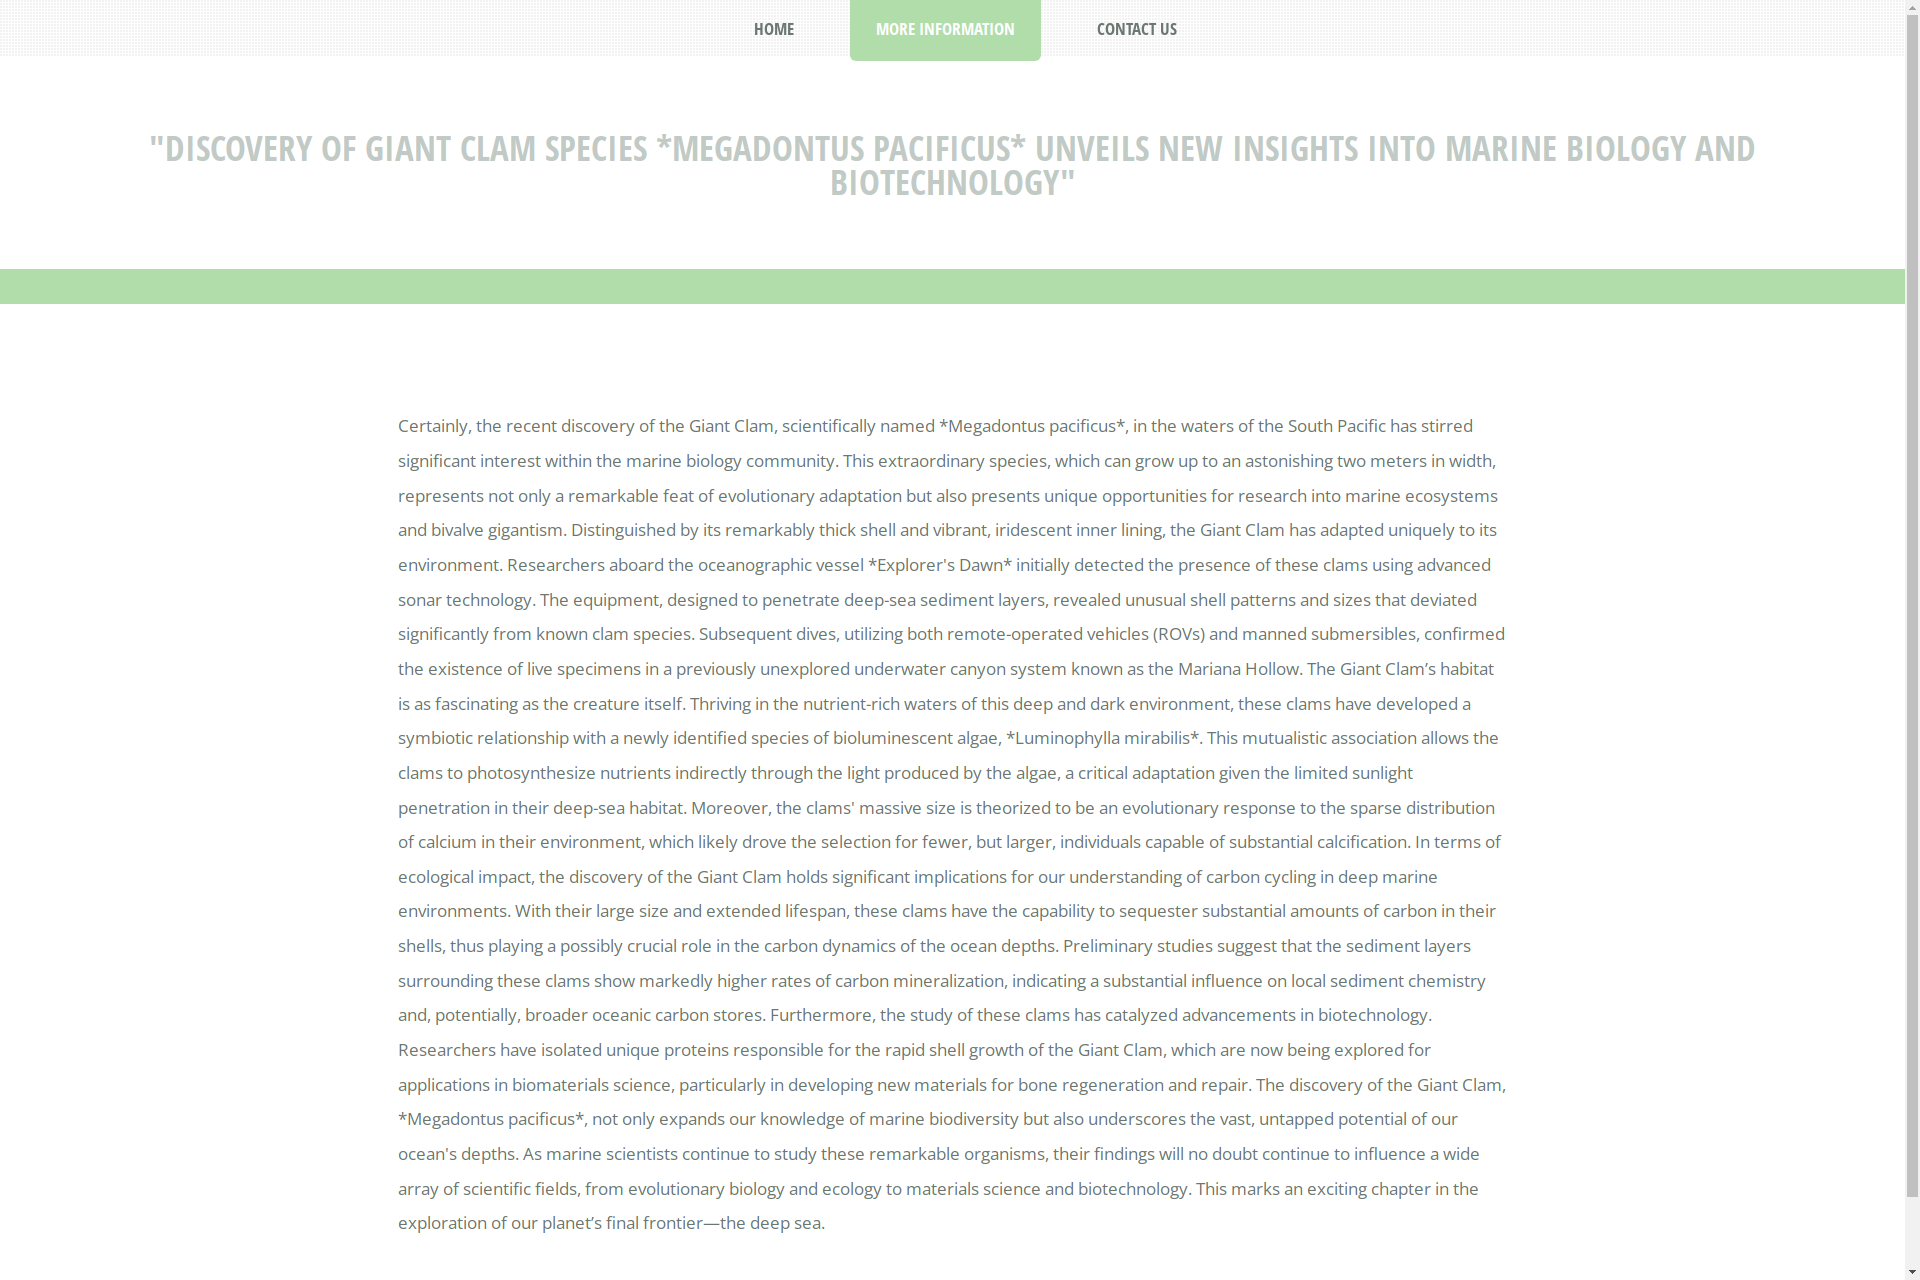 HOME
MORE INFORMATION
CONTACT US
"DISCOVERY OF GIANT CLAM SPECIES *MEGADONTUS PACIFICUS* UNVEILS NEW INSIGHTS INTO MARINE BIOLOGY AND
BIOTECHNOLOGY"
Certainly, the recent discovery of the Giant Clam, scientifically named *Megadontus pacificus*, in the waters of the South Pacific has stirred
significant interest within the marine biology community. This extraordinary species, which can grow up to an astonishing two meters in width,
represents not only a remarkable feat of evolutionary adaptation but also presents unique opportunities for research into marine ecosystems
and bivalve gigantism. Distinguished by its remarkably thick shell and vibrant, iridescent inner lining, the Giant Clam has adapted uniquely to its
environment. Researchers aboard the oceanographic vessel *Explorer's Dawn* initially detected the presence of these clams using advanced
sonar technology. The equipment, designed to penetrate deep-sea sediment layers, revealed unusual shell patterns and sizes that deviated
significantly from known clam species. Subsequent dives, utilizing both remote-operated vehicles (ROVs) and manned submersibles, confirmed
the existence of live specimens in a previously unexplored underwater canyon system known as the Mariana Hollow. The Giant Clam’s habitat
is as fascinating as the creature itself. Thriving in the nutrient-rich waters of this deep and dark environment, these clams have developed a
symbiotic relationship with a newly identified species of bioluminescent algae, *Luminophylla mirabilis*. This mutualistic association allows the
clams to photosynthesize nutrients indirectly through the light produced by the algae, a critical adaptation given the limited sunlight
penetration in their deep-sea habitat. Moreover, the clams' massive size is theorized to be an evolutionary response to the sparse distribution
of calcium in their environment, which likely drove the selection for fewer, but larger, individuals capable of substantial calcification. In terms of
ecological impact, the discovery of the Giant Clam holds significant implications for our understanding of carbon cycling in deep marine
environments. With their large size and extended lifespan, these clams have the capability to sequester substantial amounts of carbon in their
shells, thus playing a possibly crucial role in the carbon dynamics of the ocean depths. Preliminary studies suggest that the sediment layers
surrounding these clams show markedly higher rates of carbon mineralization, indicating a substantial influence on local sediment chemistry
and, potentially, broader oceanic carbon stores. Furthermore, the study of these clams has catalyzed advancements in biotechnology.
Researchers have isolated unique proteins responsible for the rapid shell growth of the Giant Clam, which are now being explored for
applications in biomaterials science, particularly in developing new materials for bone regeneration and repair. The discovery of the Giant Clam,
*Megadontus pacificus*, not only expands our knowledge of marine biodiversity but also underscores the vast, untapped potential of our
ocean's depths. As marine scientists continue to study these remarkable organisms, their findings will no doubt continue to influence a wide
array of scientific fields, from evolutionary biology and ecology to materials science and biotechnology. This marks an exciting chapter in the
exploration of our planet’s final frontier—the deep sea.